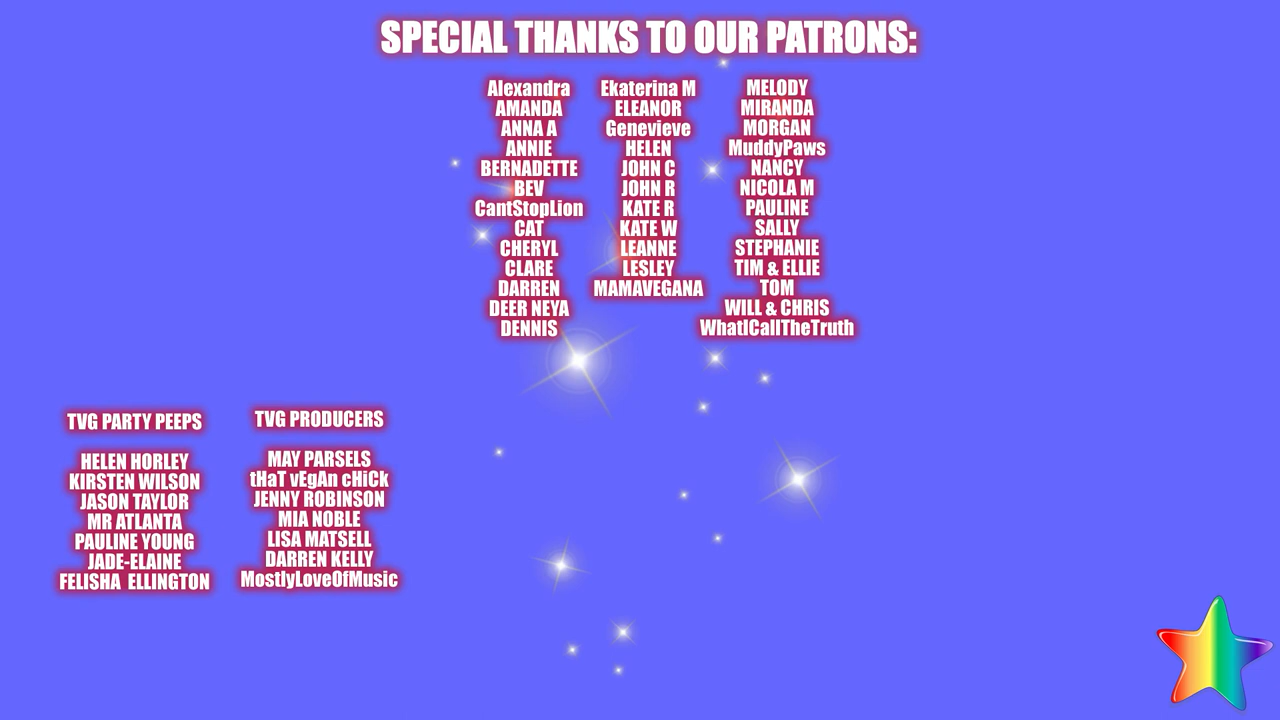 SPECIAL THANKS TO OUR PATRONS:
Alexandra
AMANDA
ANNA A
ANNIE
BERNADETTE
BEV
CantStopLion
CAT
CHERYL
CLARE
DARREN
DEER NEYA
DENNIS
Ekaterina M
ELEANOR
Genevieve
HELEN
JOHN C
JOHN R
KATE R
KATE W
LEANNE
LESLEY
MAMAVEGANA
MELODY
MIRANDA
MORGAN
MuddyPaws
NANCY
NICOLA M
PAULINE
SALLY
STEPHANIE
TIM & ELLIE
TOM
WILL & CHRIS
WhatICallTheTruth
TVG PARTY PEEPS
HELEN HORLEY
KIRSTEN WILSON
JASON TAYLOR
MR ATLANTA
PAULINE YOUNG
JADE-ELAINE
FELISHA ELLINGTON
TVG PRODUCERS
MAY PARSELS
tHaT vEgAn cHiCk
JENNY ROBINSON
MIA NOBLE
LISA MATSELL
DARREN KELLY
MostlyLoveOfMusic